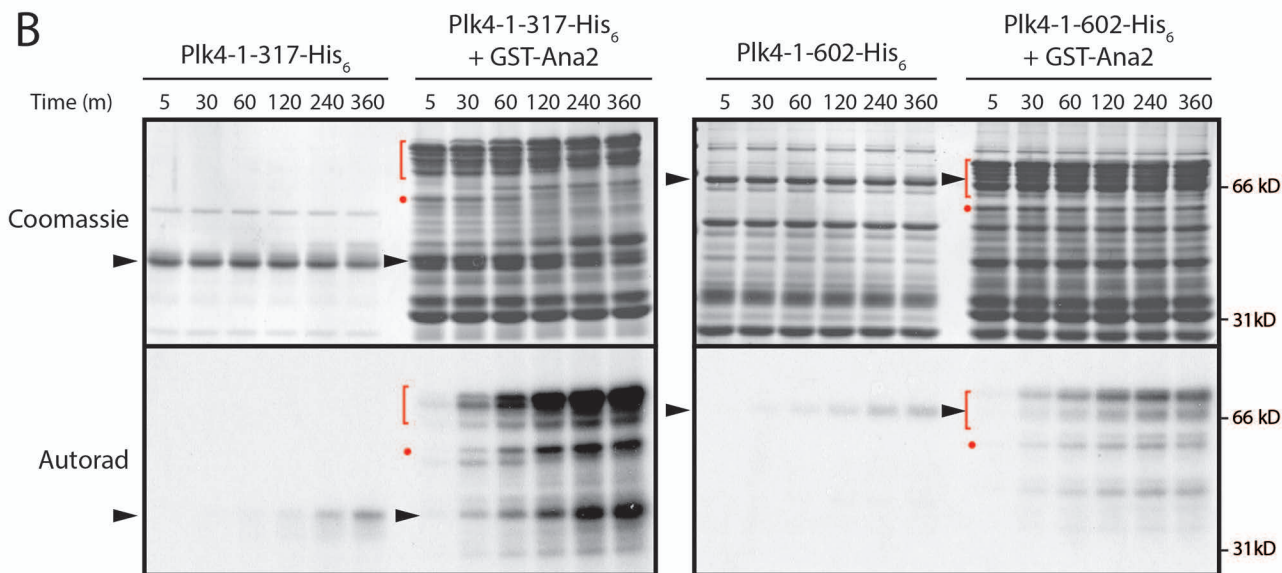 B
Plk4-1-317-His6
Plk4-1-317-His6
+ GST-Ana2
Plk4-1-602-His6
Plk4-1-602-His6
+ GST-Ana2
Time (m)
5 30 60 120 240 360
5 30 60 120 240 360
5 30 60 120 240 360
5 30 60 120 240 360
Coomassie
66 kD
31kD
Autorad
66 kD
31kD